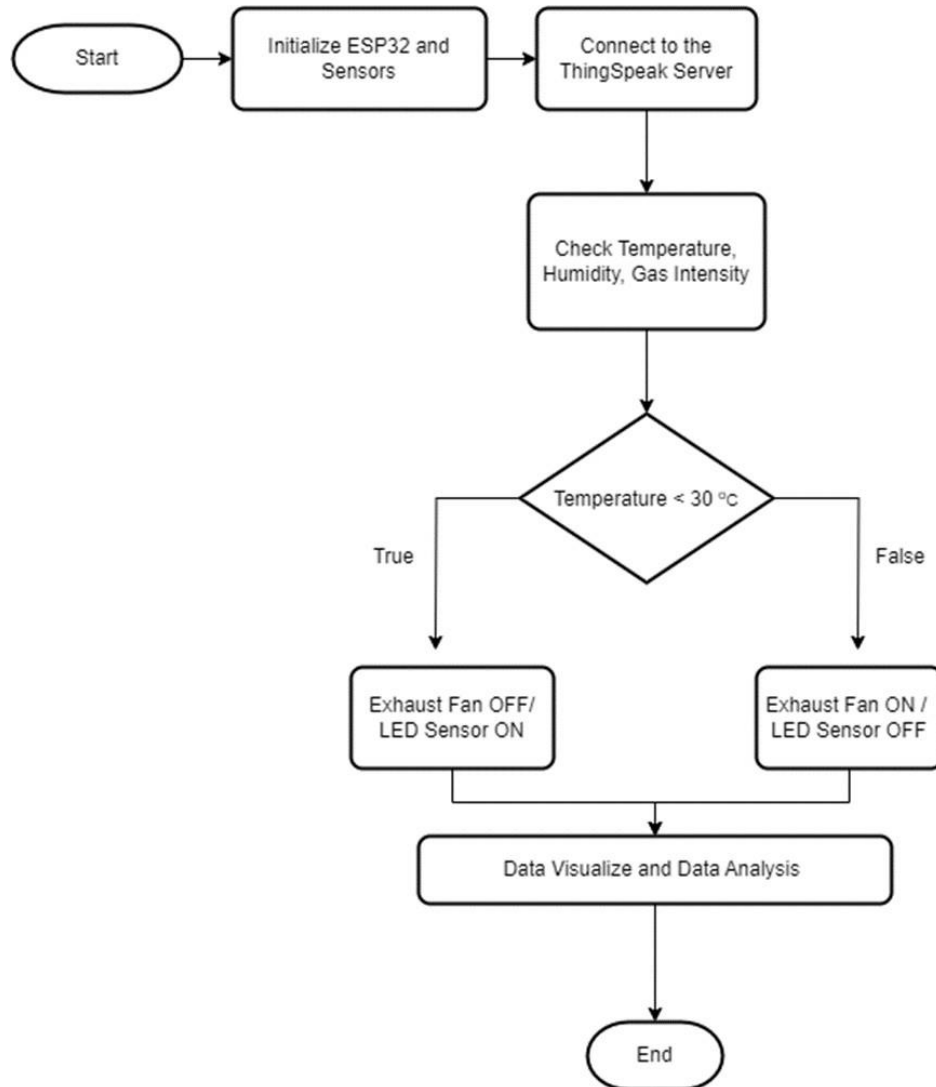 Start
Initialize ESP32 and
Sensors
Connect to the
ThingSpeak Server
Check Temperature,
Humidity, Gas Intensity
Temperature < 30 °C
True
False
Exhaust Fan OFF/
LED Sensor ON
Exhaust Fan ON /
LED Sensor OFF
Data Visualize and Data Analysis
End